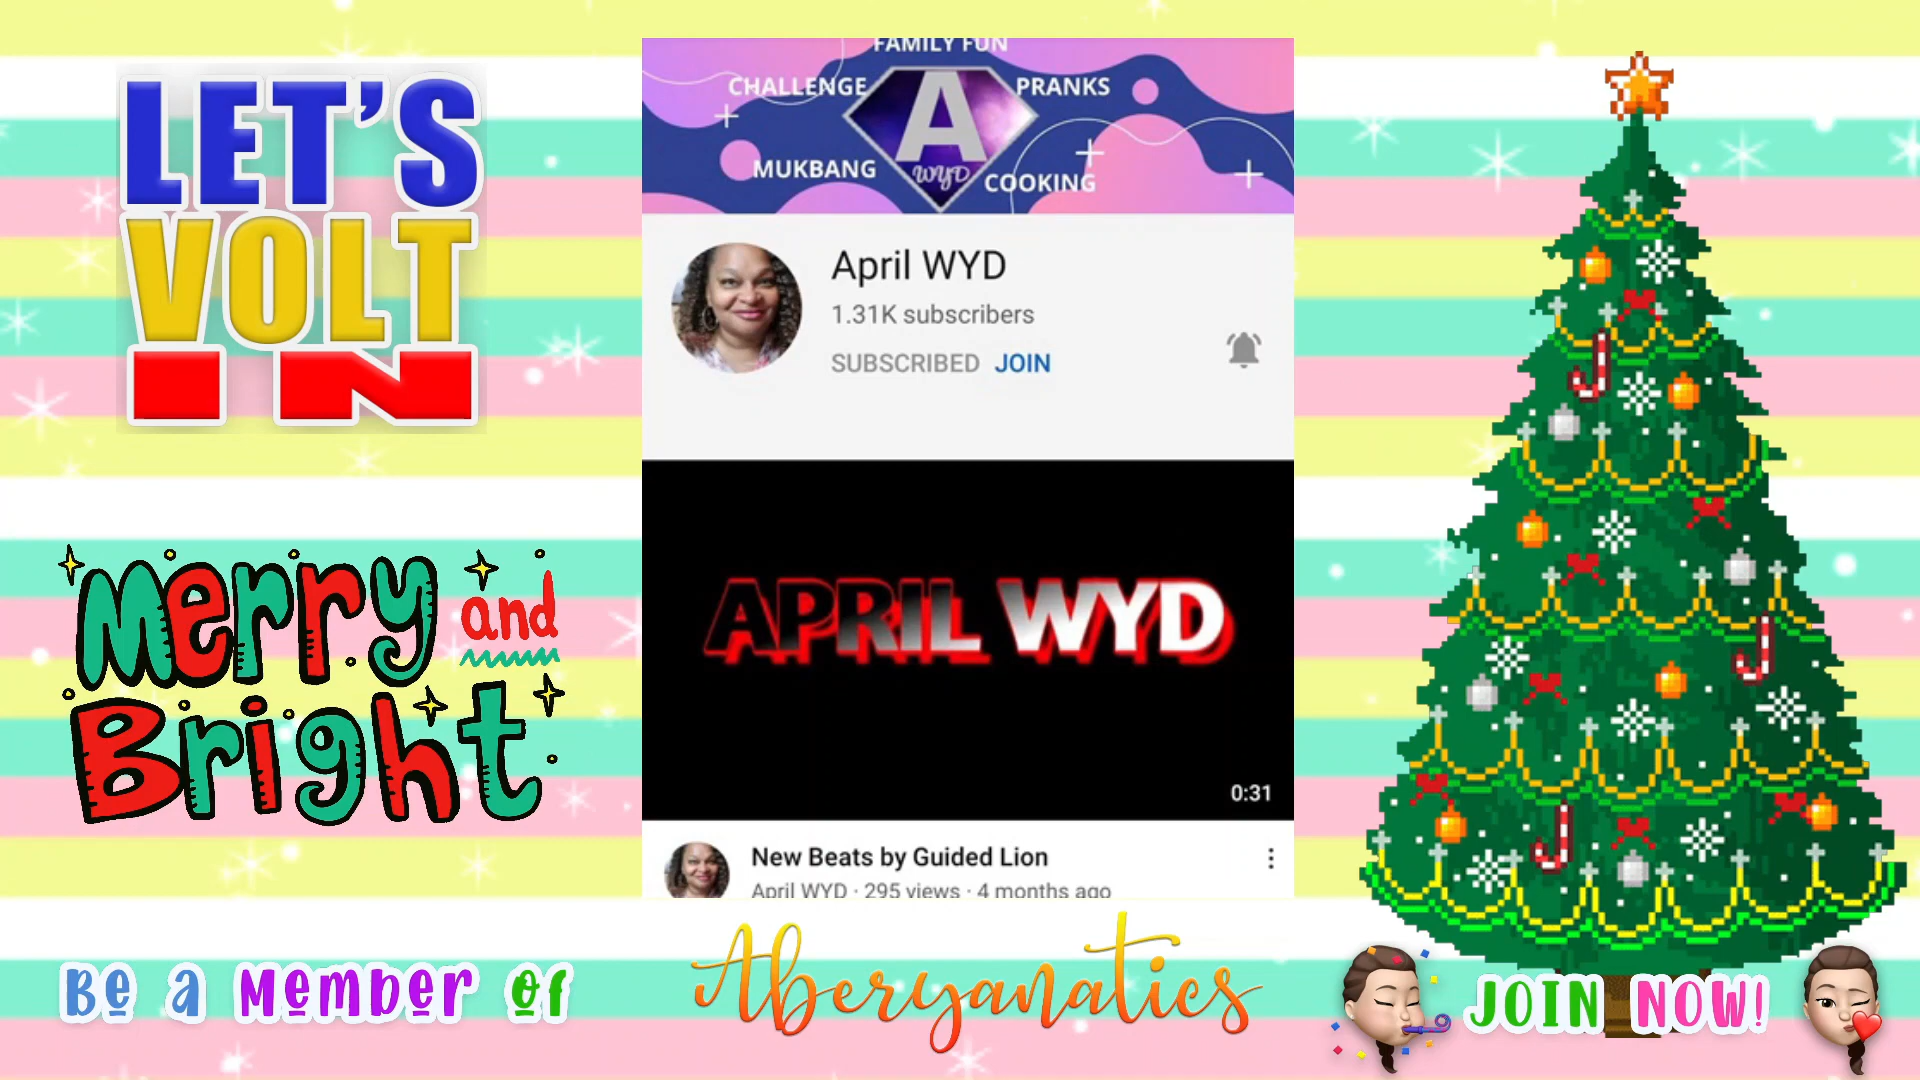 LET'S
VOLT
IN
Merry and
Bright
FAMILY FUN
CHALLENGE
PRANKS
A
WYD
MUKBANG
COOKING
April WYD
1.31K subscribers
SUBSCRIBED JOIN
APRIL WYD
0:31
New Beats by Guided Lion
April WYD · 295 views · 4 months ago
Be a Member of
Aberyanatics
JOIN NOW!